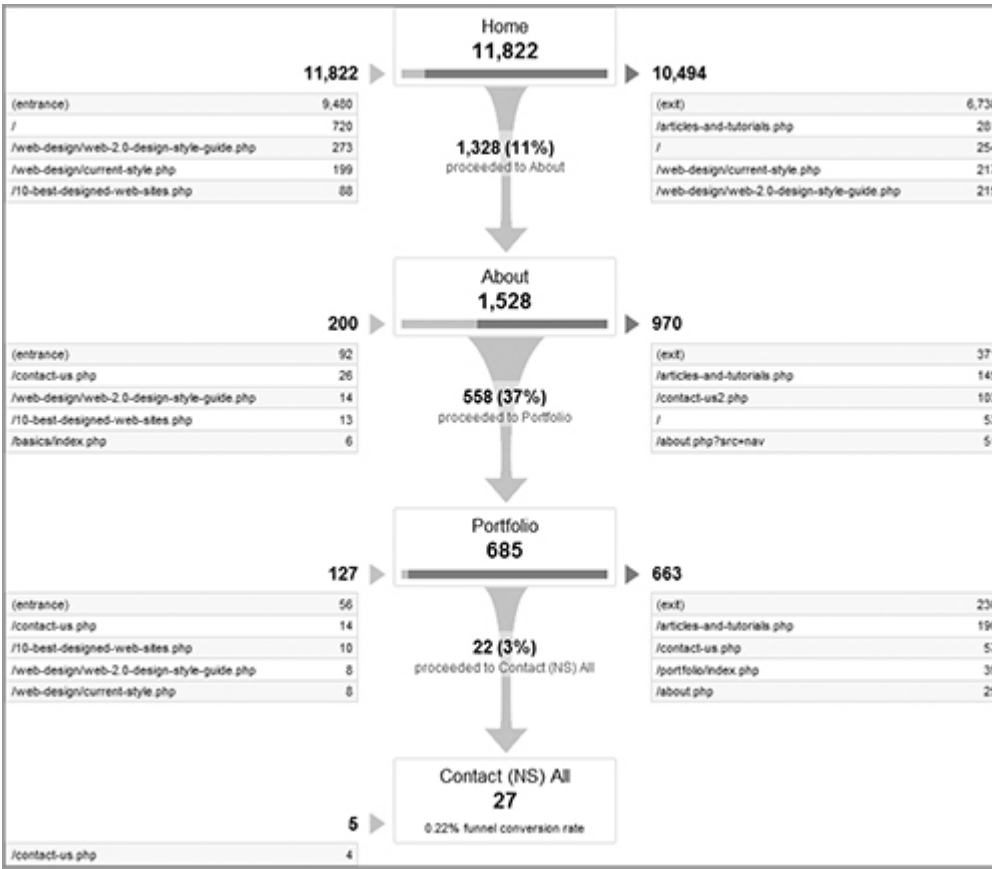 Home
11,822
11,822
10,494
(entrance) 9,480
/ 720
/web-design/web-2.0-design-style-guide.php 273
/web-design/current-style.php 199
/10-best-designed-web-sites.php 88
(exit)
/articles-and-tutorials.php
/
/web-design/current-style.php
/web-design/web-2.0-design-style-guide.php
1,328 (11%)
proceeded to About
About
1,528
200
970
(entrance) 92
/contact-us.php 26
/web-design/web-2.0-design-style-guide.php 14
/10-best-designed-web-sites.php 13
/basics/index.php 6
(exit)
/articles-and-tutorials.php
/contact-us2.php
/
/about.php?src=nav
558 (37%)
proceeded to Portfolio
Portfolio
685
127
663
(entrance) 56
/contact-us.php 14
/10-best-designed-web-sites.php 10
/web-design/web-2.0-design-style-guide.php 8
/web-design/current-style.php 8
(exit)
/articles-and-tutorials.php
/contact-us.php
/portfolio/index.php
/about.php
22 (3%)
proceeded to Contact (NS) All
Contact (NS) All
27
0.22% funnel conversion rate
5
/contact-us.php 4